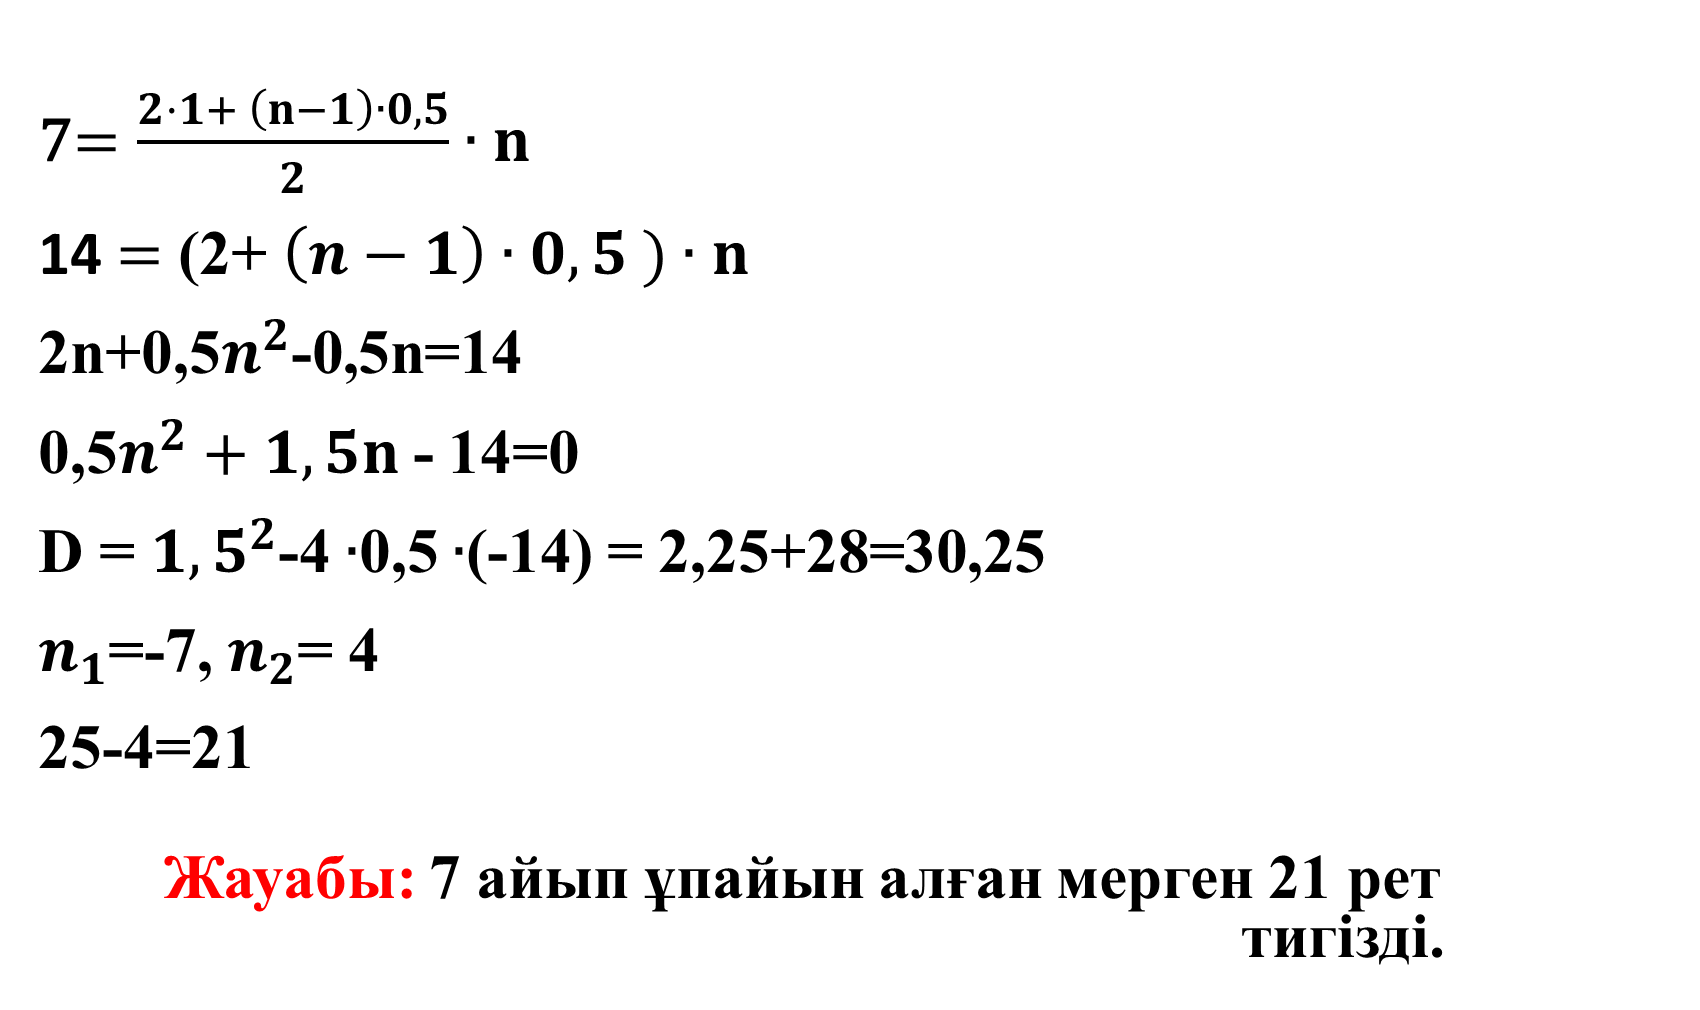 7= (2·1+ (n−1)·0,5)/2 · n
14 = (2+ (n − 1) · 0,5 ) · n
2n+0,5n²-0,5n=14
0,5n² + 1,5n - 14=0
D = 1,5²-4 ·0,5 ·(-14) = 2,25+28=30,25
n₁=-7, n₂= 4
25-4=21
Жауабы: 7 айып ұпайын алған мерген 21 рет
тигізді.